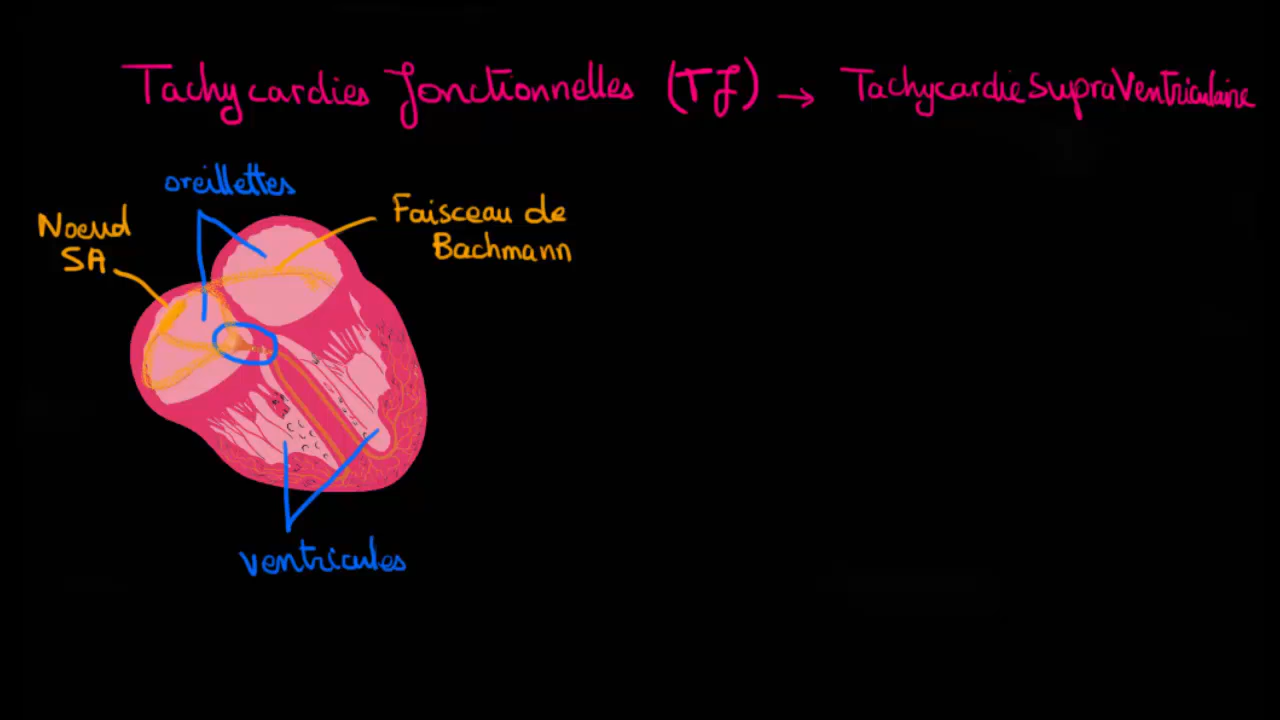 Tachycardies Jonctionnelles (TJ) → Tachycardie SupraVentriculaire
oreillettes
Noeud
SA
Faisceau de
Bachmann
ventricules